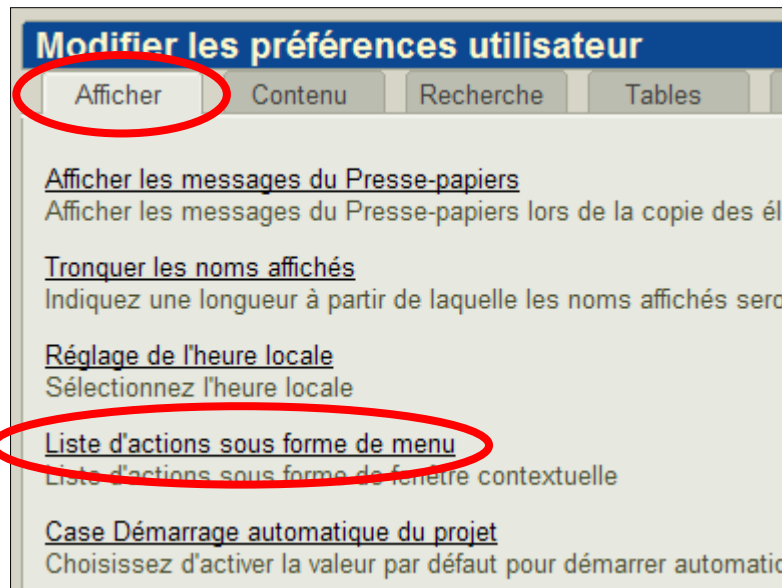 Modifier les préférences utilisateur
Afficher Contenu Recherche Tables
Afficher les messages du Presse-papiers
Afficher les messages du Presse-papiers lors de la copie des él
Tronquer les noms affichés
Indiquez une longueur à partir de laquelle les noms affichés sero
Réglage de l'heure locale
Sélectionnez l'heure locale
Liste d'actions sous forme de menu
Liste d'actions sous forme de fenêtre contextuelle
Case Démarrage automatique du projet
Choisissez d'activer la valeur par défaut pour démarrer automatic